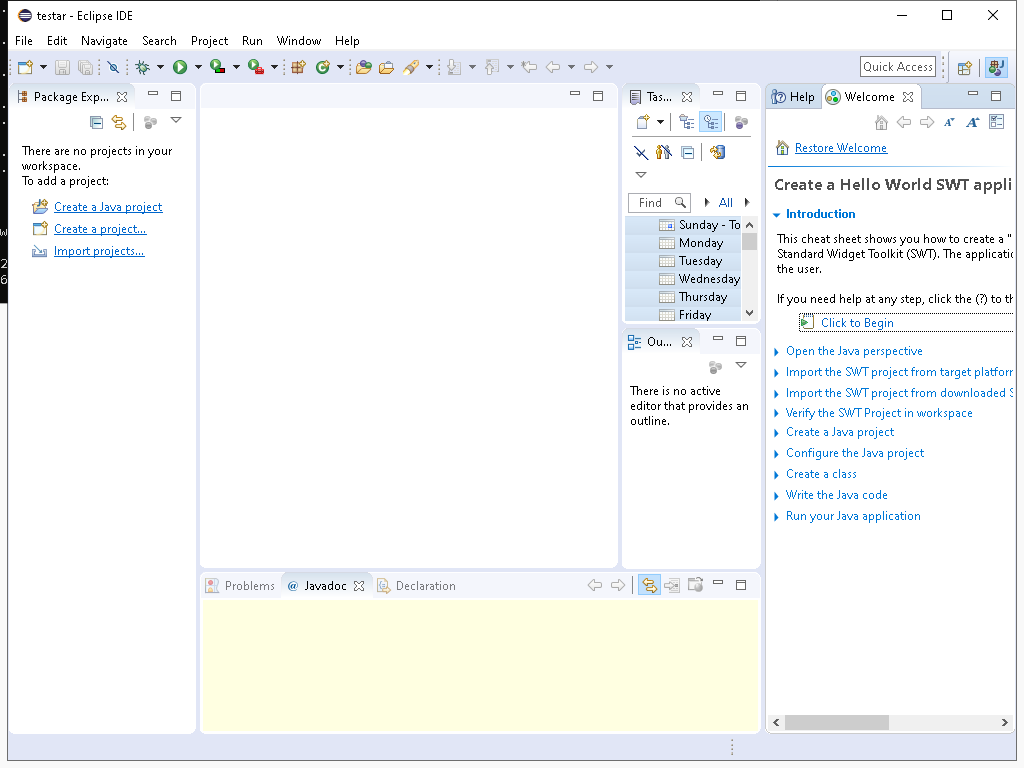 testar - Eclipse IDE
File Edit Navigate Search Project Run Window Help
Quick Access
Package Exp...
There are no projects in your
workspace.
To add a project:
Create a Java project
Create a project...
Import projects...
Tas...
Find
All
Sunday - To
Monday
Tuesday
Wednesday
Thursday
Friday
Ou...
There is no active
editor that provides an
outline.
Problems @ Javadoc Declaration
Help Welcome
Restore Welcome
Create a Hello World SWT appli
Introduction
This cheat sheet shows you how to create a "
Standard Widget Toolkit (SWT). The applicati
the user.
If you need help at any step, click the (?) to th
Click to Begin
Open the Java perspective
Import the SWT project from target platfor
Import the SWT project from downloaded S
Verify the SWT Project in workspace
Create a Java project
Configure the Java project
Create a class
Write the Java code
Run your Java application